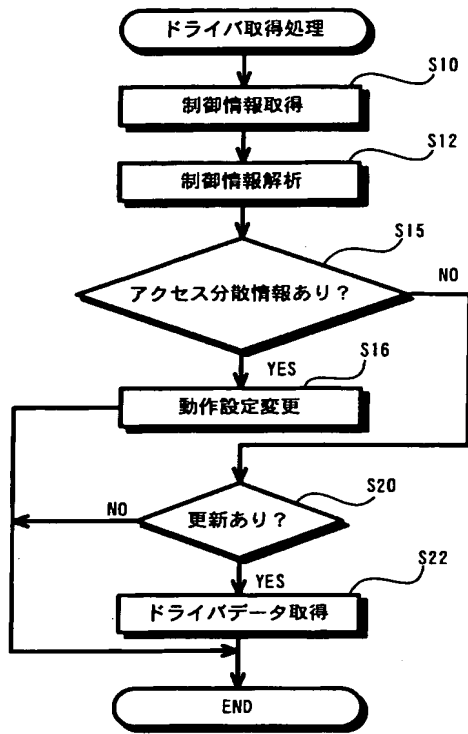 ドライバ取得処理
S10
制御情報取得
S12
制御情報解析
S15
アクセス分散情報あり？
NO
YES
S16
動作設定変更
S20
NO
更新あり？
YES
S22
ドライバデータ取得
END